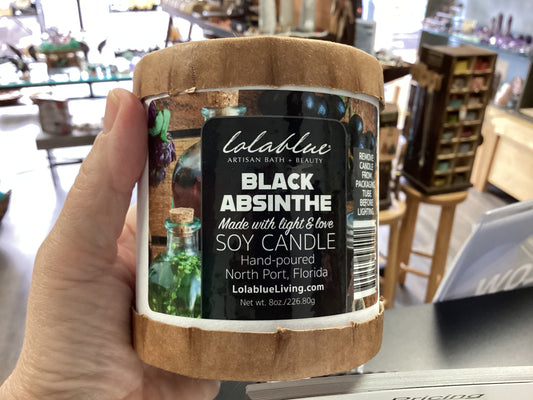 lolablue
ARTISAN BATH + BEAUTY
BLACK
ABSINTHE
Made with light & love
SOY CANDLE
Hand-poured
North Port, Florida
LolablueLiving.com
Net wt. 8oz./226.80g
REMOVE
CANDLE
FROM
PACKAGING
TUBE
BEFORE
LIGHTING.
Pricing